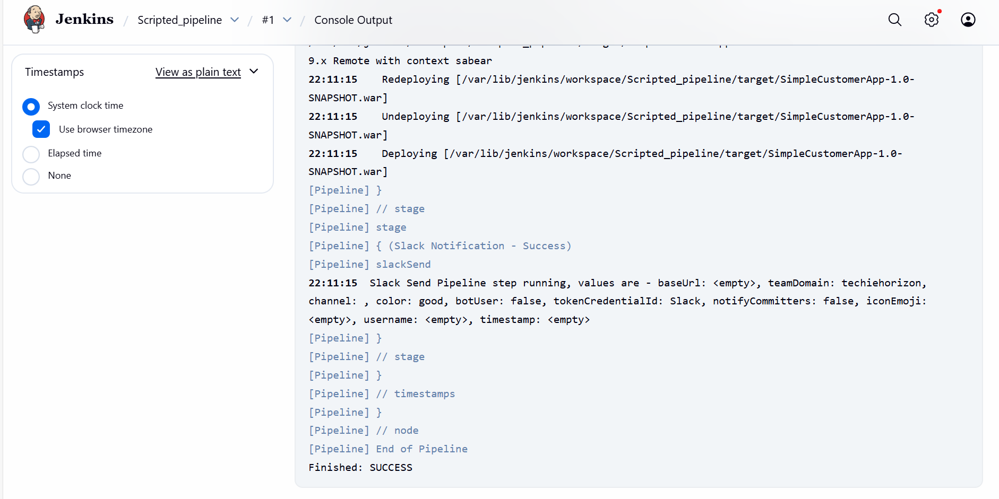 Jenkins / Scripted_pipeline / #1 / Console Output
Timestamps View as plain text
System clock time
Use browser timezone
Elapsed time
None
9.x Remote with context sabear
22:11:15 Redeploying [/var/lib/jenkins/workspace/Scripted_pipeline/target/SimpleCustomerApp-1.0-
SNAPSHOT.war]
22:11:15 Undeploying [/var/lib/jenkins/workspace/Scripted_pipeline/target/SimpleCustomerApp-1.0-
SNAPSHOT.war]
22:11:15 Deploying [/var/lib/jenkins/workspace/Scripted_pipeline/target/SimpleCustomerApp-1.0-
SNAPSHOT.war]
[Pipeline] }
[Pipeline] // stage
[Pipeline] stage
[Pipeline] { (Slack Notification - Success)
[Pipeline] slackSend
22:11:15 Slack Send Pipeline step running, values are - baseUrl: <empty>, teamDomain: techiehorizon,
channel: , color: good, botUser: false, tokenCredentialId: Slack, notifyCommitters: false, iconEmoji:
<empty>, username: <empty>, timestamp: <empty>
[Pipeline] }
[Pipeline] // stage
[Pipeline] }
[Pipeline] // timestamps
[Pipeline] }
[Pipeline] // node
[Pipeline] End of Pipeline
Finished: SUCCESS